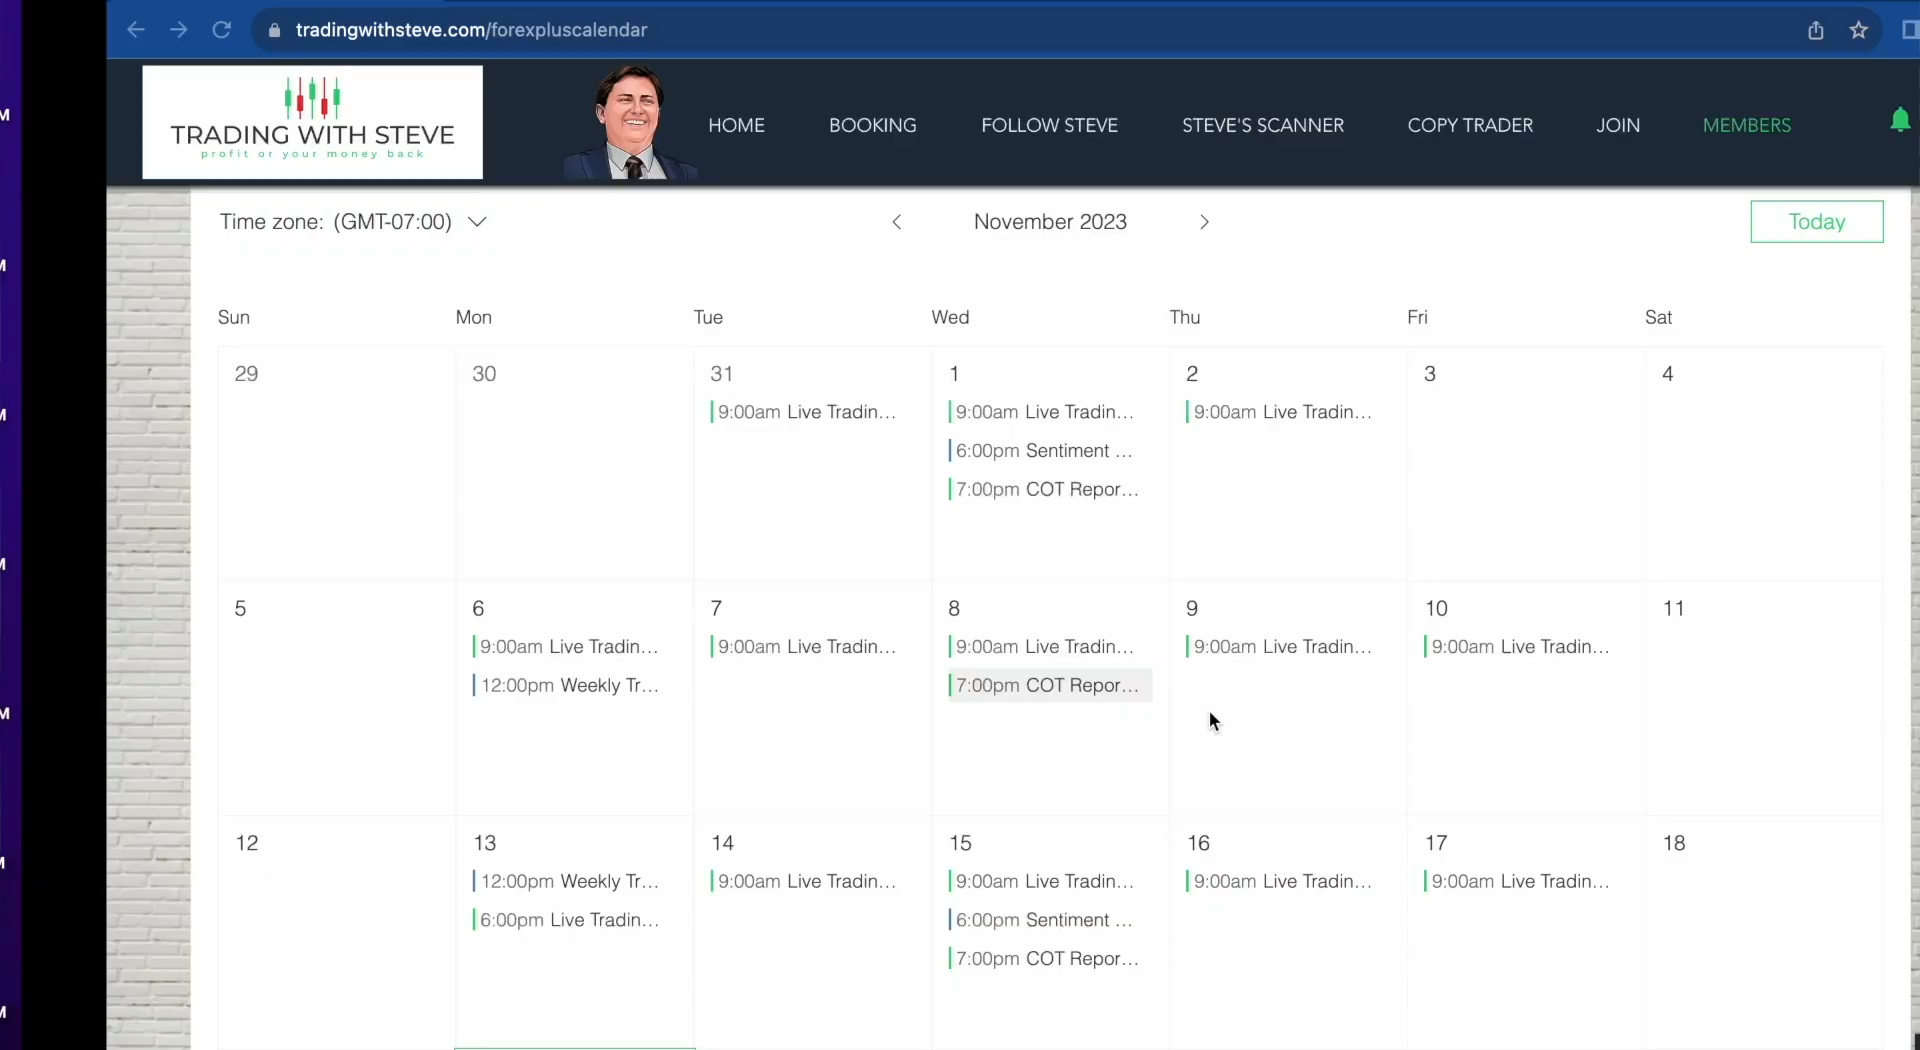 tradingwithsteve.com/forexpluscalendar
TRADING WITH STEVE
profit or your money back
HOME
BOOKING
FOLLOW STEVE
STEVE'S SCANNER
COPY TRADER
JOIN
MEMBERS
Time zone: (GMT-07:00)
November 2023
Today
Sun Mon Tue Wed Thu Fri Sat
29 30 31 1 2 3 4
9:00am Live Tradin... 9:00am Live Tradin... 9:00am Live Tradin...
6:00pm Sentiment ...
7:00pm COT Repor...
5 6 7 8 9 10 11
9:00am Live Tradin... 9:00am Live Tradin... 9:00am Live Tradin... 9:00am Live Tradin... 9:00am Live Tradin...
12:00pm Weekly Tr... 7:00pm COT Repor...
12 13 14 15 16 17 18
12:00pm Weekly Tr... 9:00am Live Tradin... 9:00am Live Tradin... 9:00am Live Tradin... 9:00am Live Tradin...
6:00pm Live Tradin... 6:00pm Sentiment ...
7:00pm COT Repor...